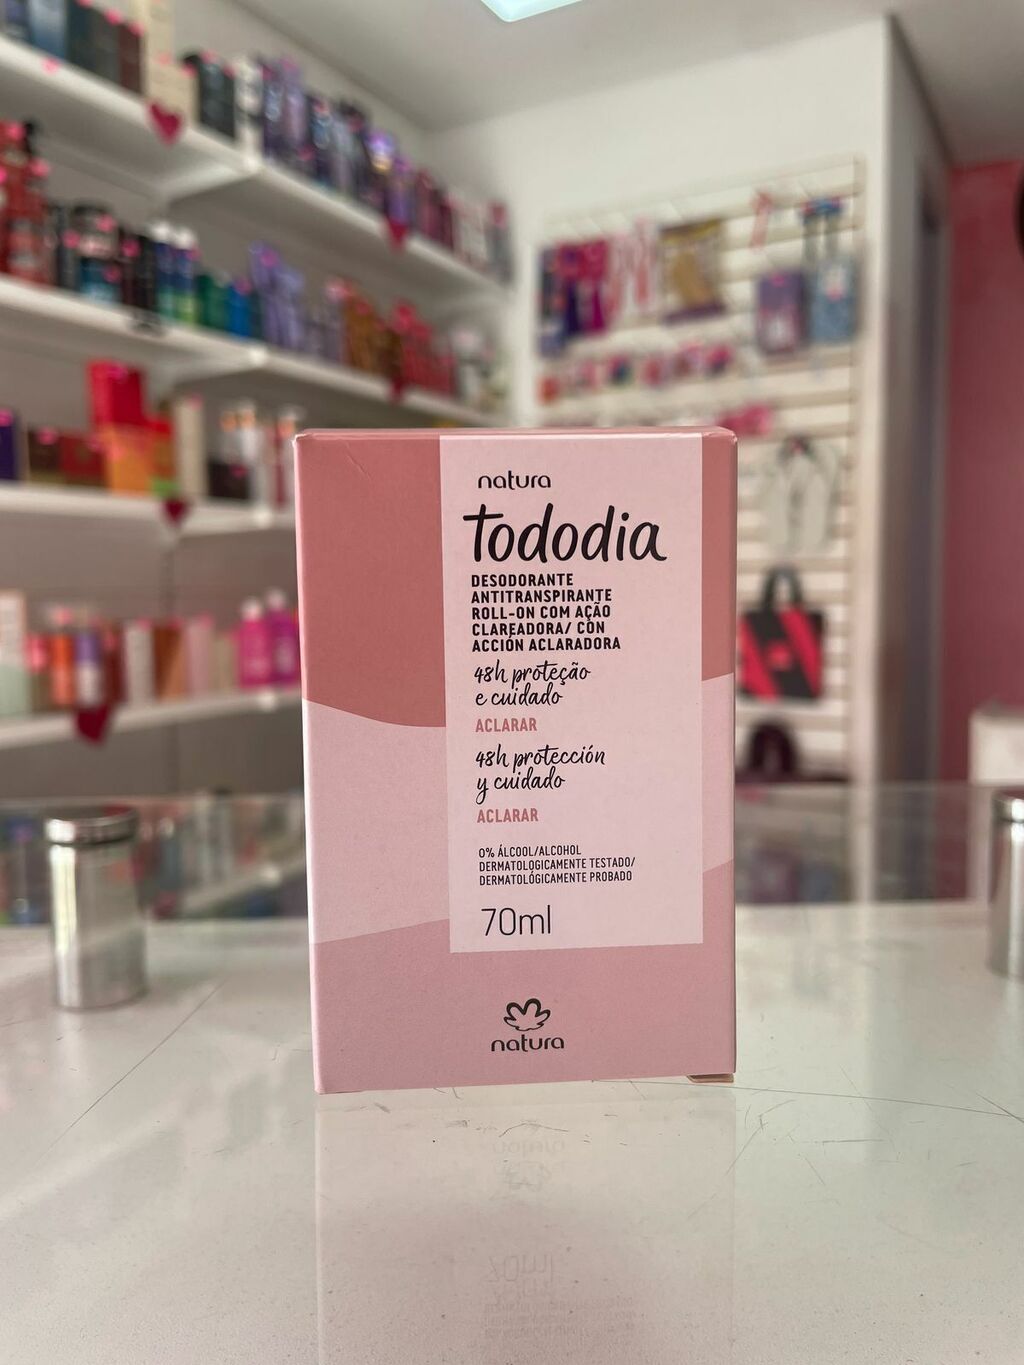 natura
Tododia
DESODORANTE
ANTITRANSPIRANTE
ROLL-ON COM AÇÃO
CLAREADORA/ CON
ACCIÓN ACLARADORA
48h proteção
e cuidado
ACLARAR
48h protección
y cuidado
ACLARAR
0% ÁLCOOL/ALCOHOL
DERMATOLOGICAMENTE TESTADO/
DERMATOLÓGICAMENTE PROBADO
70ml
natura